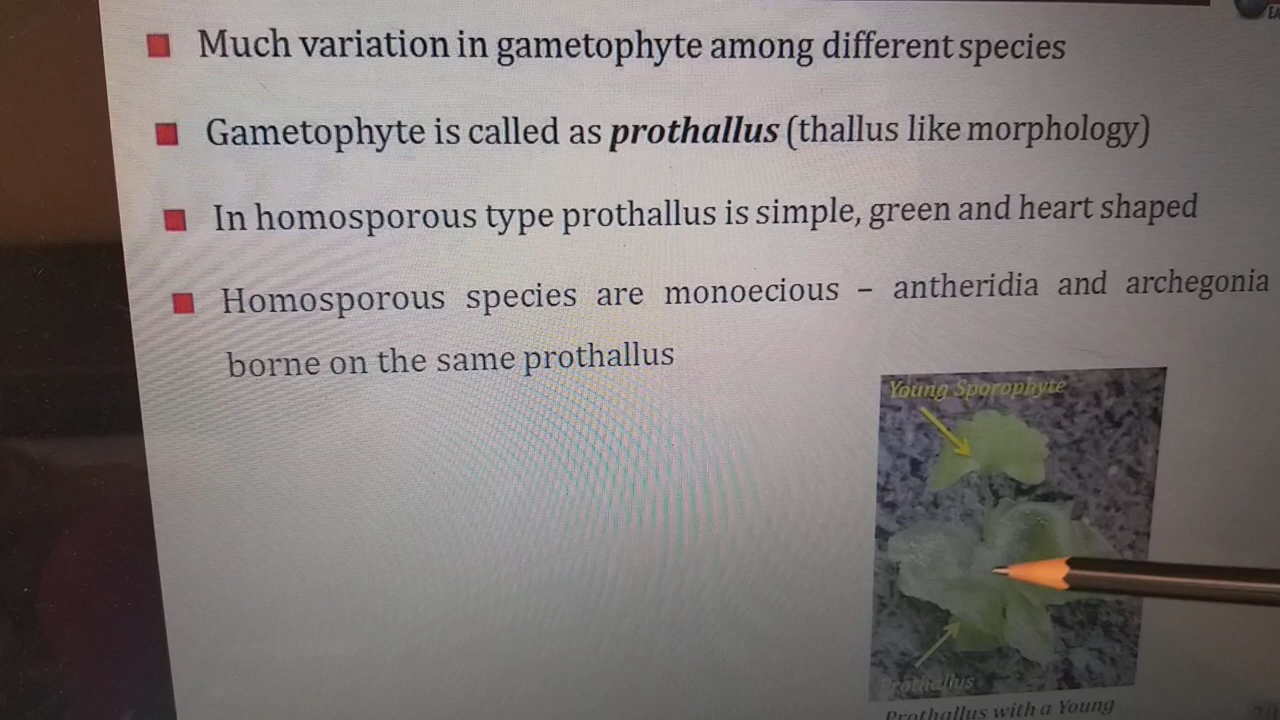 Much variation in gametophyte among different species
Gametophyte is called as prothallus (thallus like morphology)
In homosporous type prothallus is simple, green and heart shaped
Homosporous species are monoecious – antheridia and archegonia
borne on the same prothallus
Young Sporophyte
Prothallus
Prothallus with a Young